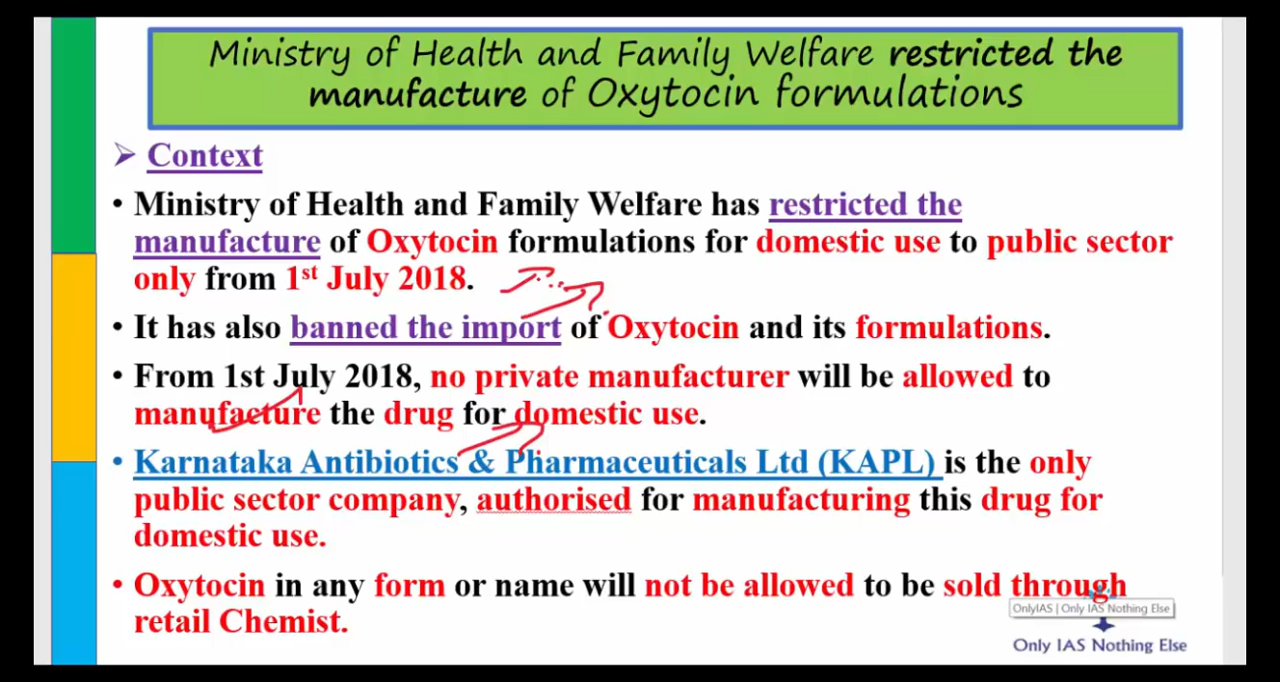 Ministry of Health and Family Welfare restricted the
manufacture of Oxytocin formulations
Context
• Ministry of Health and Family Welfare has restricted the
manufacture of Oxytocin formulations for domestic use to public sector
only from 1st July 2018.
• It has also banned the import of Oxytocin and its formulations.
• From 1st July 2018, no private manufacturer will be allowed to
manufacture the drug for domestic use.
• Karnataka Antibiotics & Pharmaceuticals Ltd (KAPL) is the only
public sector company, authorised for manufacturing this drug for
domestic use.
• Oxytocin in any form or name will not be allowed to be sold through
retail Chemist.
OnlyIAS | Only IAS Nothing Else
Only IAS Nothing Else